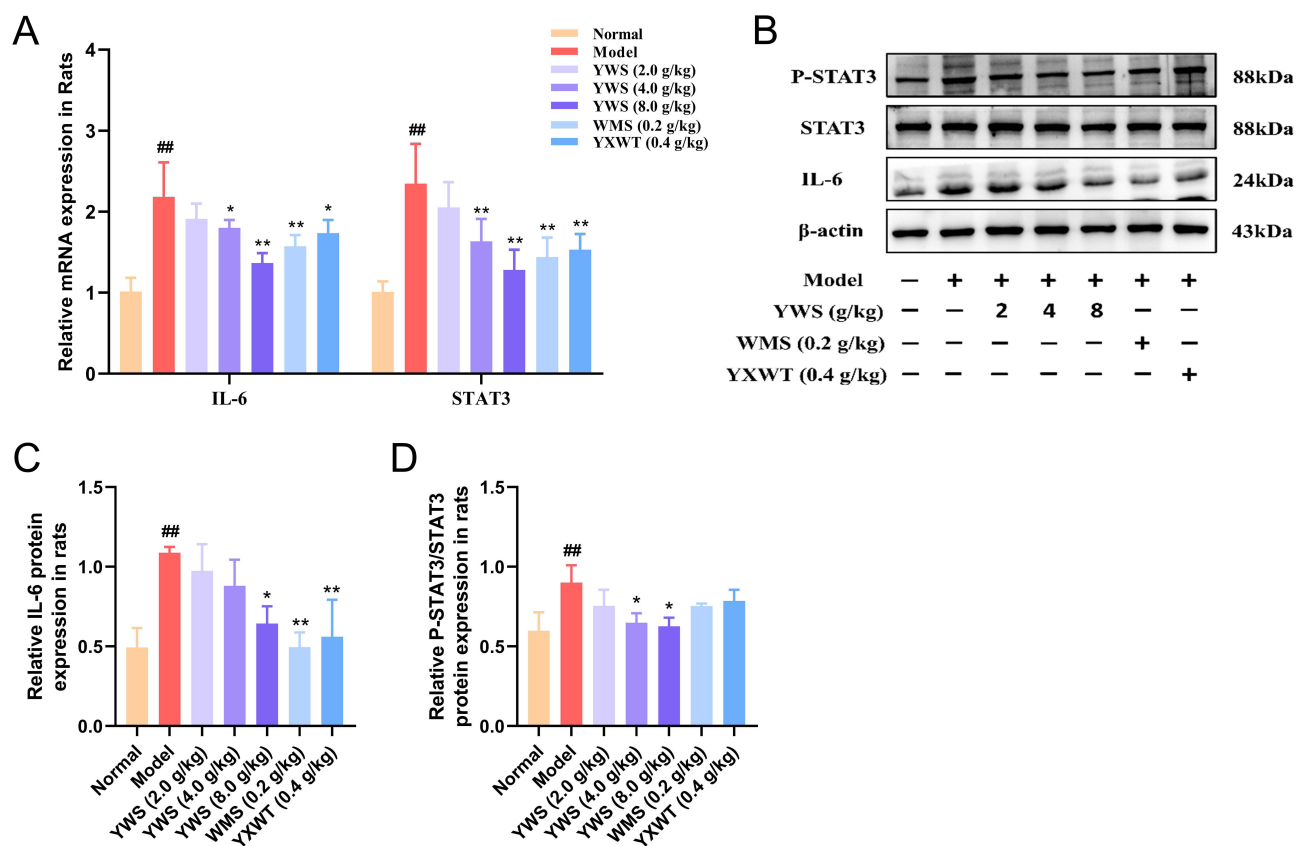 A
Relative mRNA expression in Rats
4
3
2
1
0
##
*
**
**
*
##
**
**
**
**
IL-6
STAT3
Normal
Model
YWS (2.0 g/kg)
YWS (4.0 g/kg)
YWS (8.0 g/kg)
WMS (0.2 g/kg)
YXWT (0.4 g/kg)
B
P-STAT3 88kDa
STAT3 88kDa
IL-6 24kDa
β-actin 43kDa
Model − + + + + + +
YWS (g/kg) − − 2 4 8 − −
WMS (0.2 g/kg) − − − − − + −
YXWT (0.4 g/kg) − − − − − − +
C
Relative IL-6 protein
expression in rats
1.5
1.0
0.5
0.0
##
*
**
**
Normal
Model
YWS (2.0 g/kg)
YWS (4.0 g/kg)
YWS (8.0 g/kg)
WMS (0.2 g/kg)
YXWT (0.4 g/kg)
D
Relative P-STAT3/STAT3
protein expression in rats
1.5
1.0
0.5
0.0
##
*
*
Normal
Model
YWS (2.0 g/kg)
YWS (4.0 g/kg)
YWS (8.0 g/kg)
WMS (0.2 g/kg)
YXWT (0.4 g/kg)